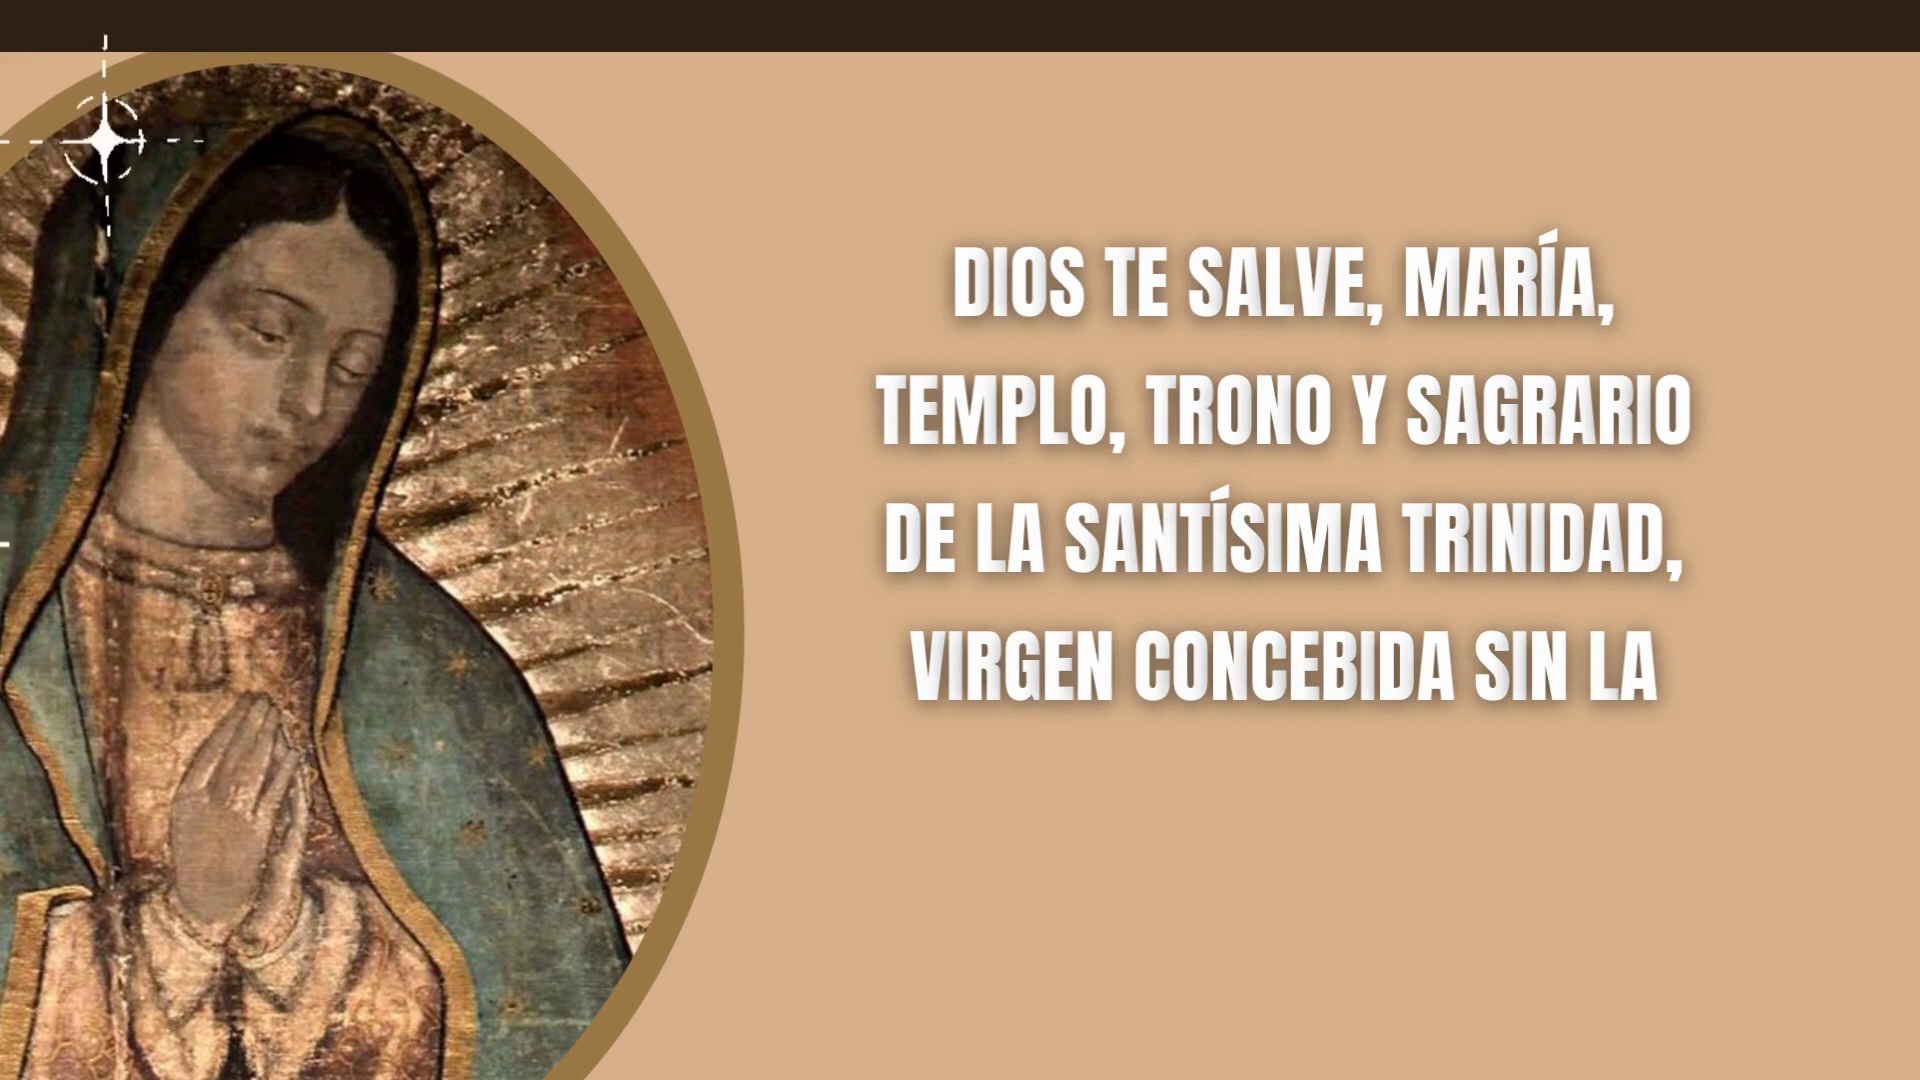 DIOS TE SALVE, MARÍA,
TEMPLO, TRONO Y SAGRARIO
DE LA SANTÍSIMA TRINIDAD,
VIRGEN CONCEBIDA SIN LA